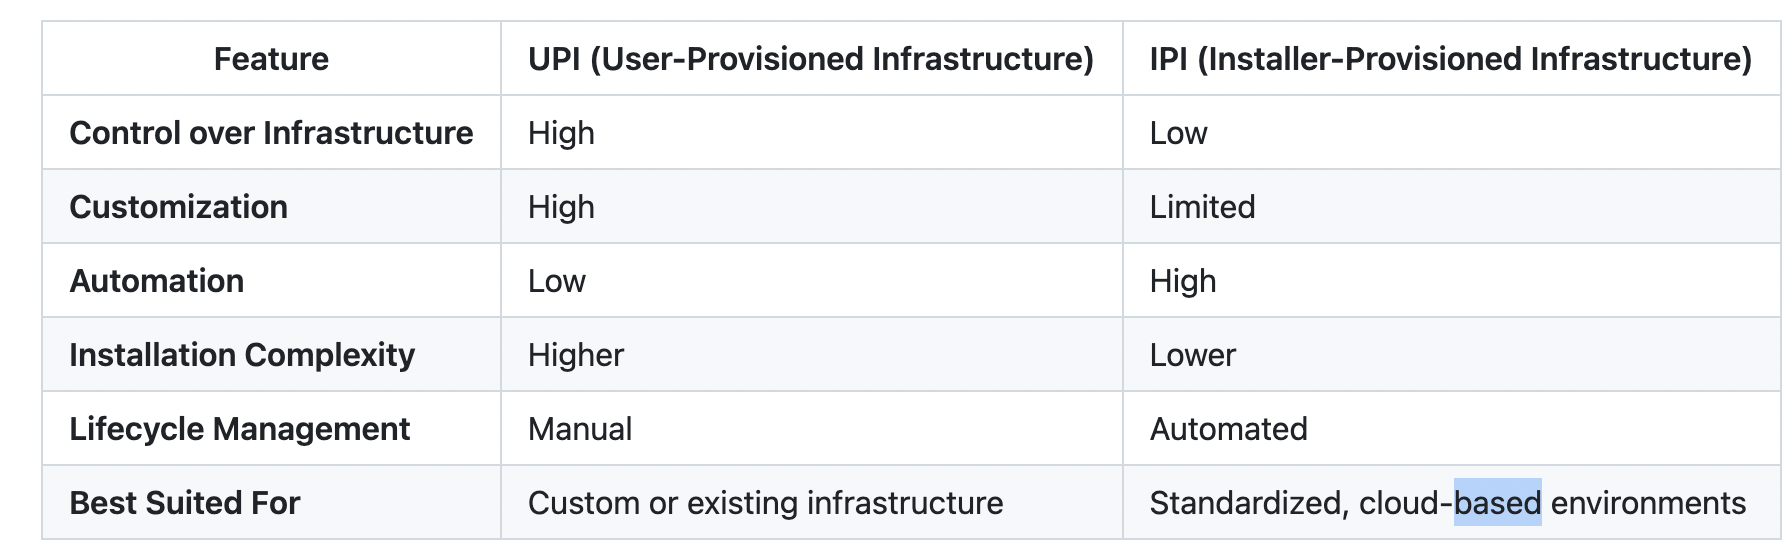 Feature UPI (User-Provisioned Infrastructure) IPI (Installer-Provisioned Infrastructure)
Control over Infrastructure High Low
Customization High Limited
Automation Low High
Installation Complexity Higher Lower
Lifecycle Management Manual Automated
Best Suited For Custom or existing infrastructure Standardized, cloud-based environments